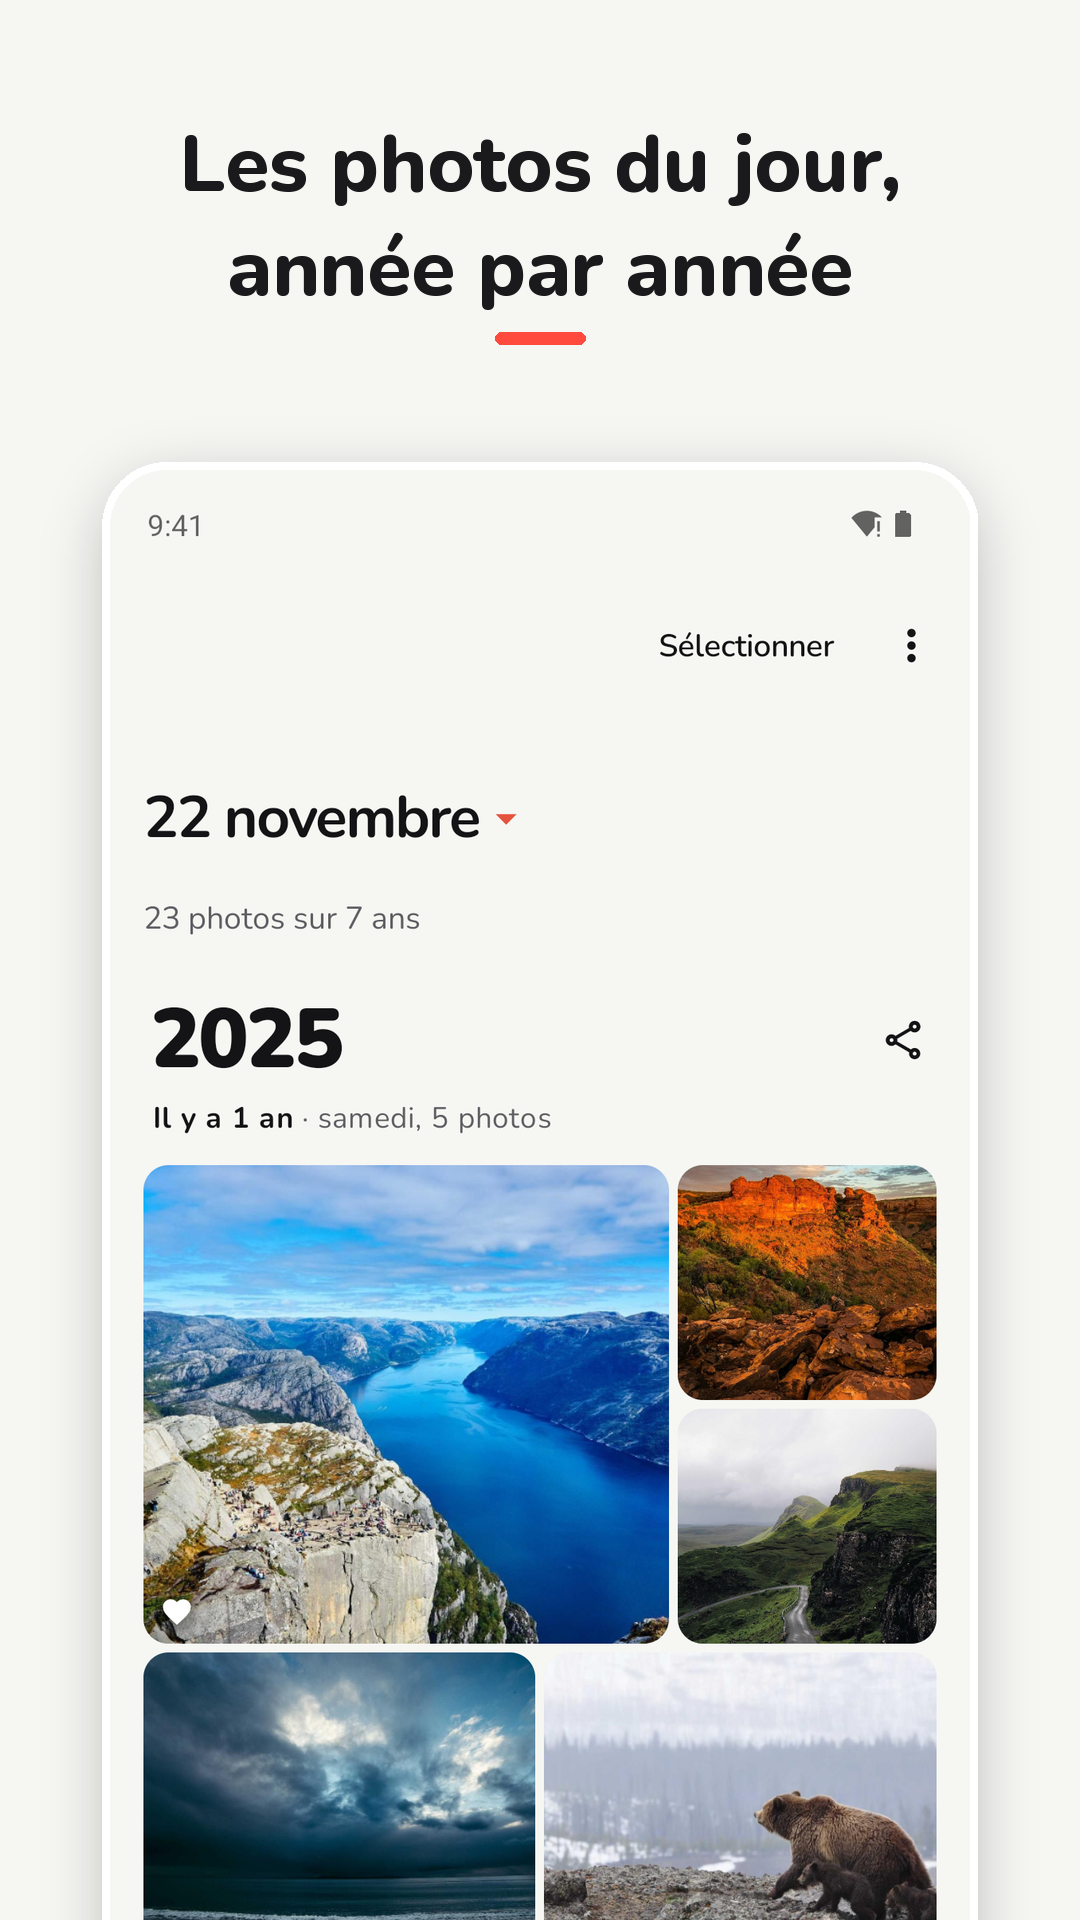 Les photos du jour,
année par année
9:41
Sélectionner
22 novembre
23 photos sur 7 ans
2025
Il y a 1 an · samedi, 5 photos